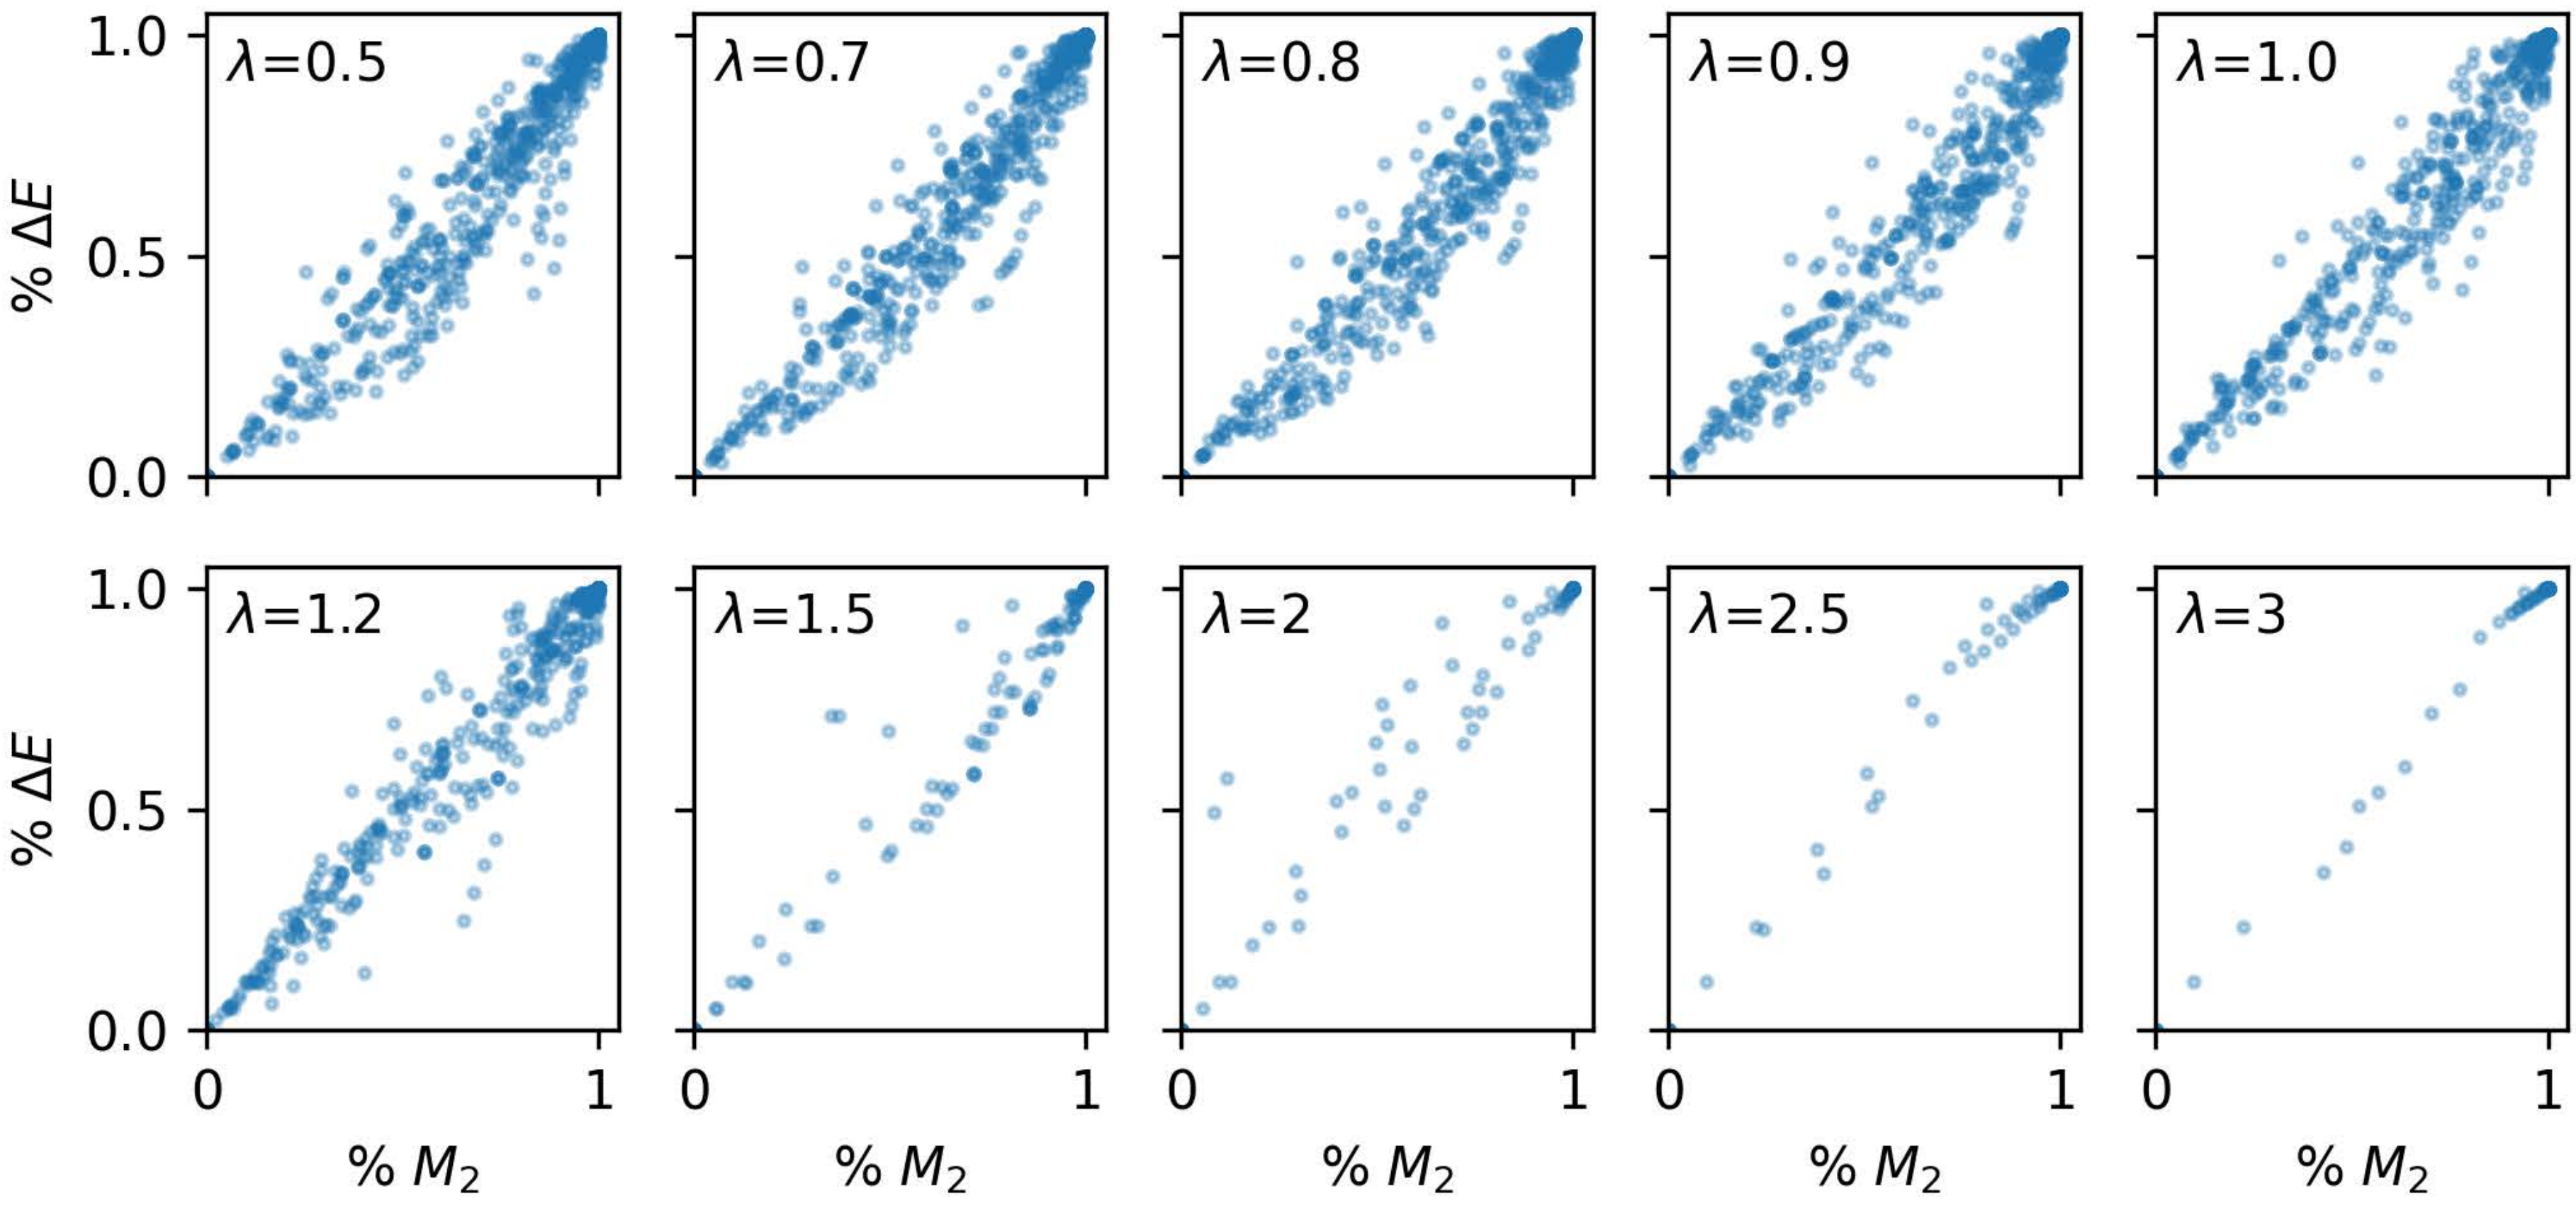 % ΔE
1.0
0.5
0.0
λ=0.5
λ=0.7
λ=0.8
λ=0.9
λ=1.0
% ΔE
1.0
0.5
0.0
λ=1.2
λ=1.5
λ=2
λ=2.5
λ=3
0 1 0 1 0 1 0 1 0 1
% M₂ % M₂ % M₂ % M₂ % M₂